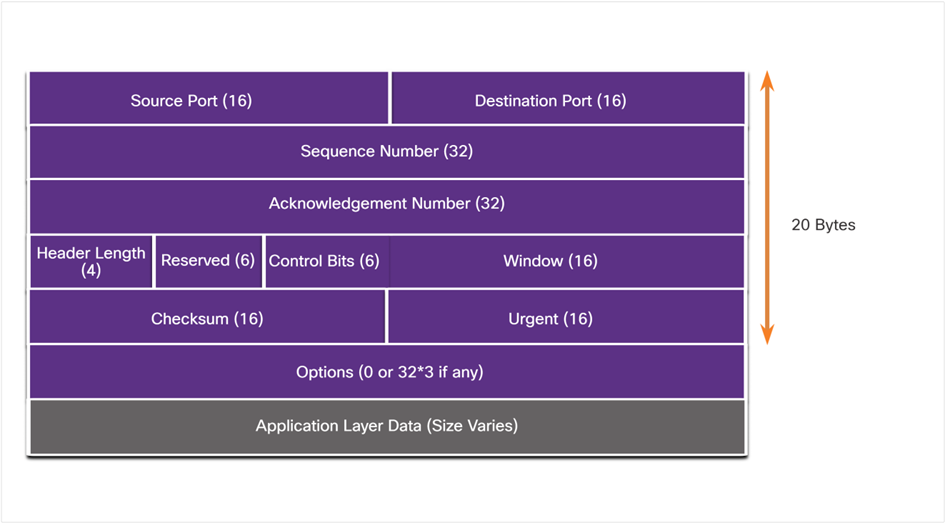 Source Port (16)
Destination Port (16)
Sequence Number (32)
Acknowledgement Number (32)
Header Length
(4)
Reserved (6)
Control Bits (6)
Window (16)
20 Bytes
Checksum (16)
Urgent (16)
Options (0 or 32*3 if any)
Application Layer Data (Size Varies)